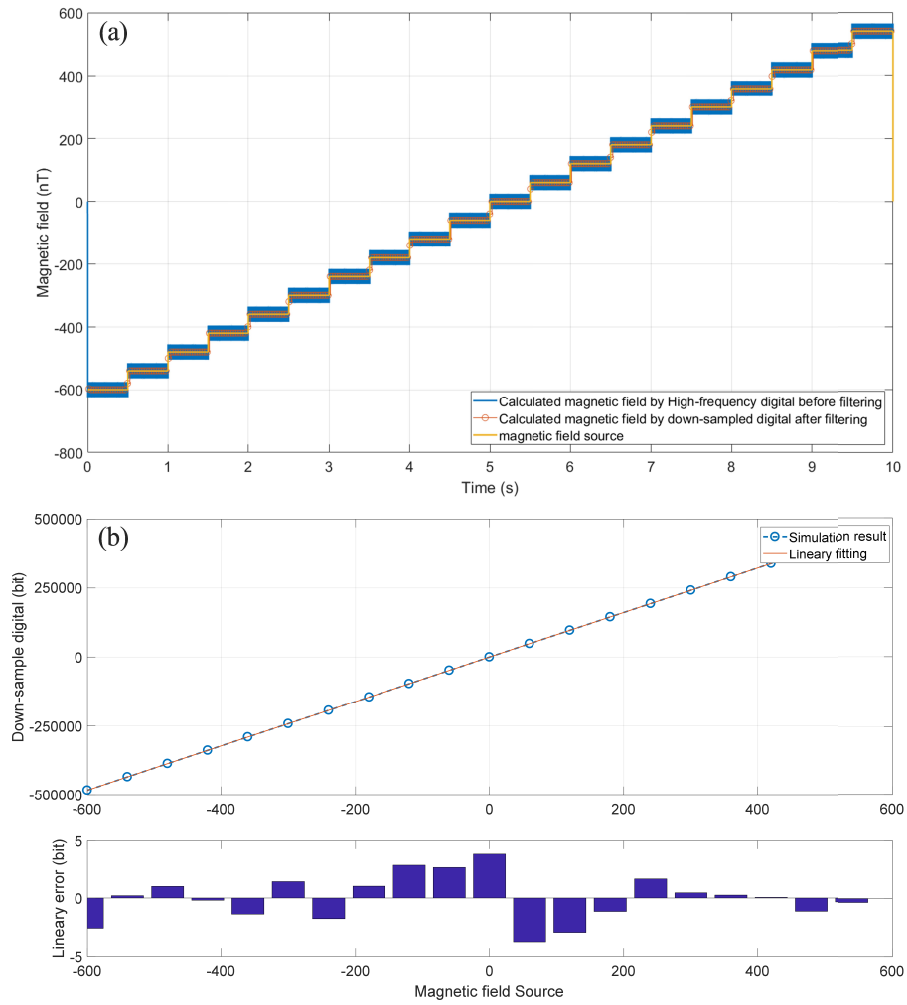 (a)
600
400
200
0
-200
-400
-600
-800
Magnetic field (nT)
Calculated magnetic field by High-frequency digital before filtering
Calculated magnetic field by down-sampled digital after filtering
magnetic field source
0 1 2 3 4 5 6 7 8 9 10
Time (s)
(b)
500000
250000
0
-250000
-500000
Down-sample digital (bit)
Simulation result
Lineary fitting
-600 -400 -200 0 200 400 600
5
0
-5
Lineary error (bit)
-600 -400 -200 0 200 400 600
Magnetic field Source